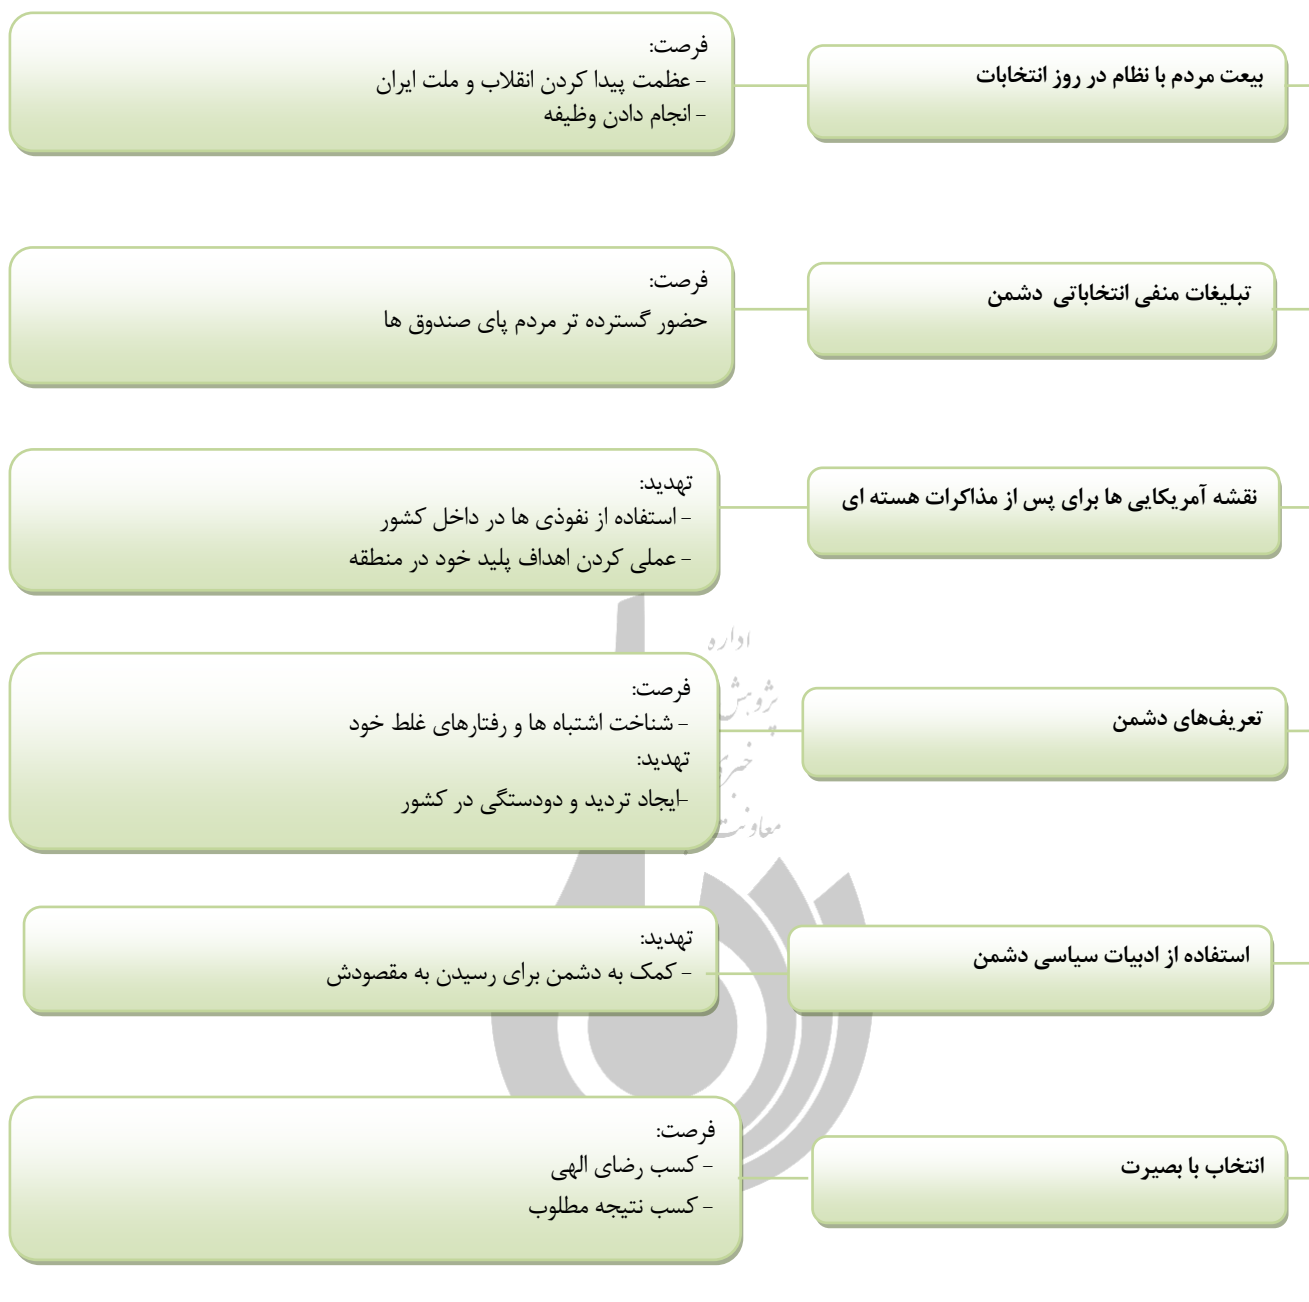 بیعت مردم با نظام در روز انتخابات
فرصت:
- عظمت پیدا کردن انقلاب و ملت ایران
- انجام دادن وظیفه
تبلیغات منفی انتخاباتی دشمن
فرصت:
حضور گسترده تر مردم پای صندوق ها
نقشه آمریکایی ها برای پس از مذاکرات هسته ای
تهدید:
- استفاده از نفوذی ها در داخل کشور
- عملی کردن اهداف پلید خود در منطقه
اداره
پژوهش
خبری
معاونت
تعریف‌های دشمن
فرصت:
- شناخت اشتباه ها و رفتارهای غلط خود
تهدید:
-ایجاد تردید و دودستگی در کشور
استفاده از ادبیات سیاسی دشمن
تهدید:
- کمک به دشمن برای رسیدن به مقصودش
انتخاب با بصیرت
فرصت:
- کسب رضای الهی
- کسب نتیجه مطلوب